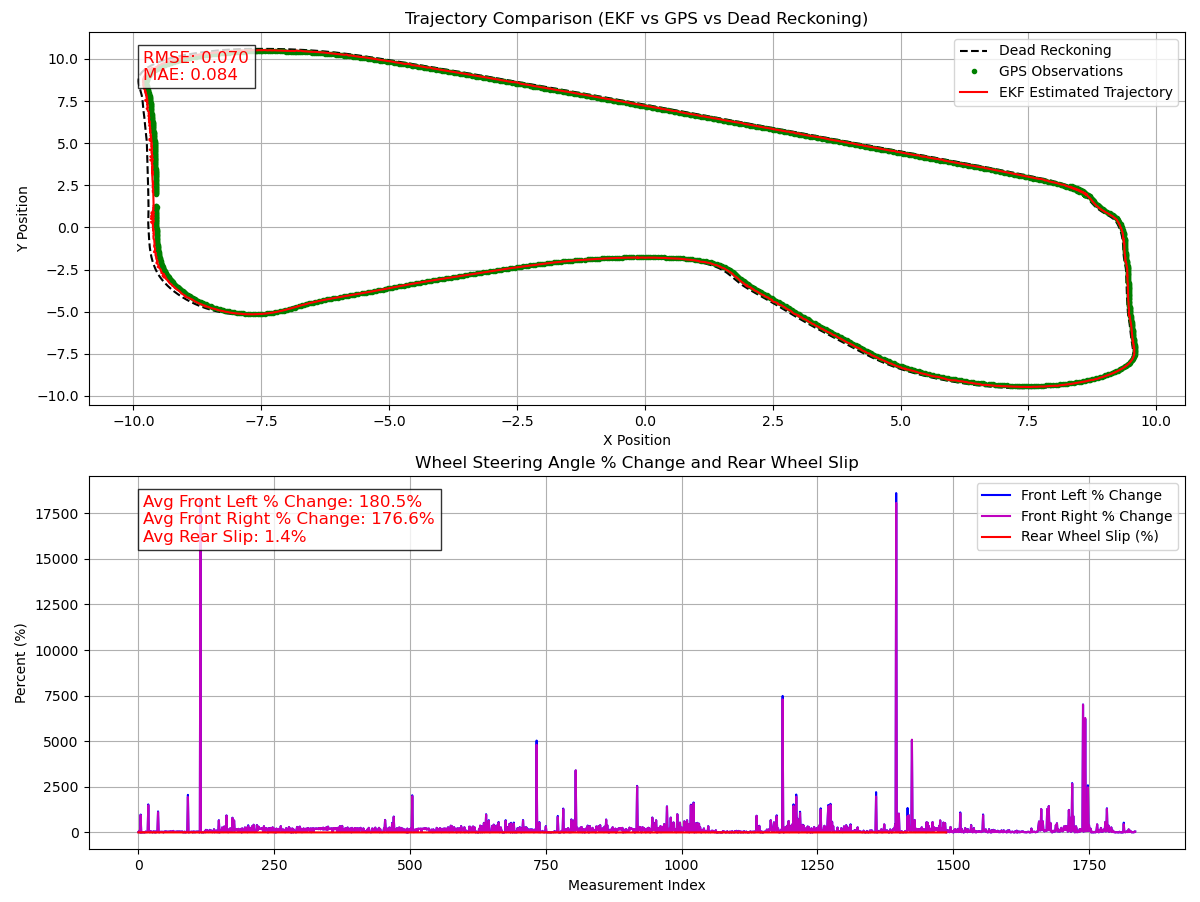 Trajectory Comparison (EKF vs GPS vs Dead Reckoning)
RMSE: 0.070
MAE: 0.084
Dead Reckoning
GPS Observations
EKF Estimated Trajectory
10.0
7.5
5.0
2.5
0.0
−2.5
−5.0
−7.5
−10.0
Y Position
−10.0
−7.5
−5.0
−2.5
0.0
2.5
5.0
7.5
10.0
X Position
Wheel Steering Angle % Change and Rear Wheel Slip
Avg Front Left % Change: 180.5%
Avg Front Right % Change: 176.6%
Avg Rear Slip: 1.4%
Front Left % Change
Front Right % Change
Rear Wheel Slip (%)
17500
15000
12500
10000
7500
5000
2500
0
Percent (%)
0
250
500
750
1000
1250
1500
1750
Measurement Index